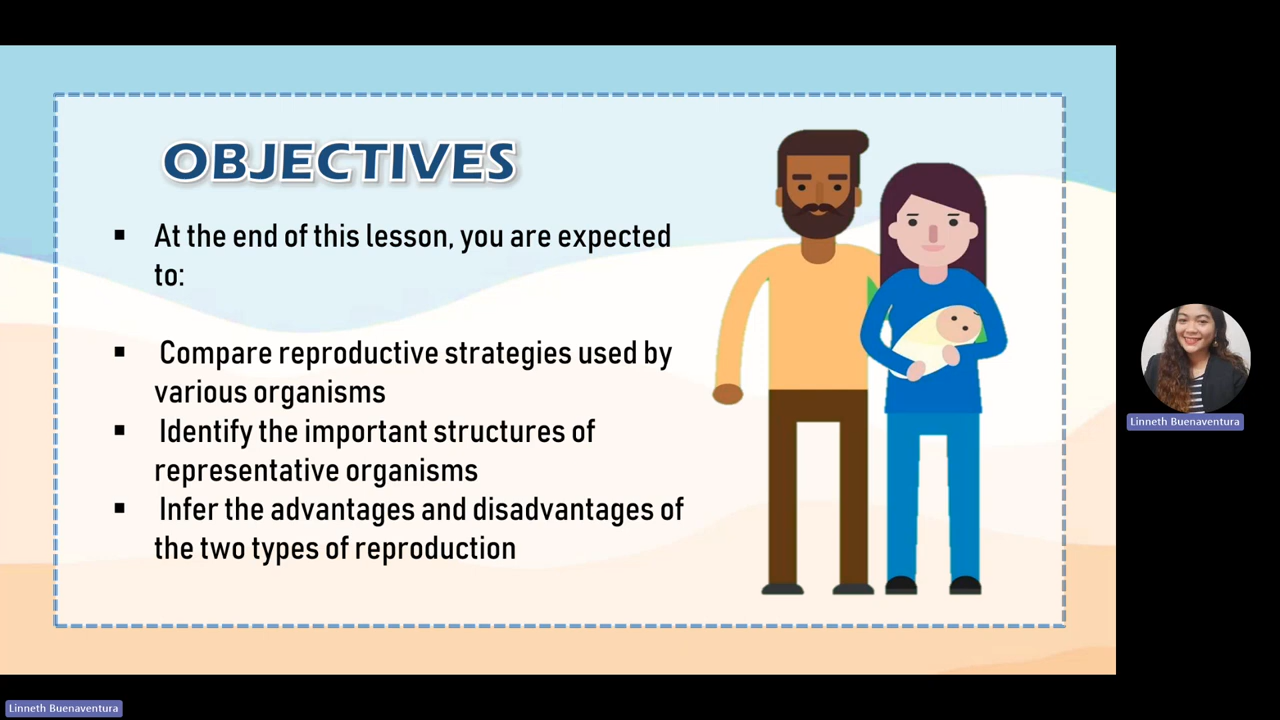 OBJECTIVES
▪ At the end of this lesson, you are expected
to:
▪ Compare reproductive strategies used by
various organisms
▪ Identify the important structures of
representative organisms
▪ Infer the advantages and disadvantages of
the two types of reproduction
Linneth Buenaventura
Linneth Buenaventura